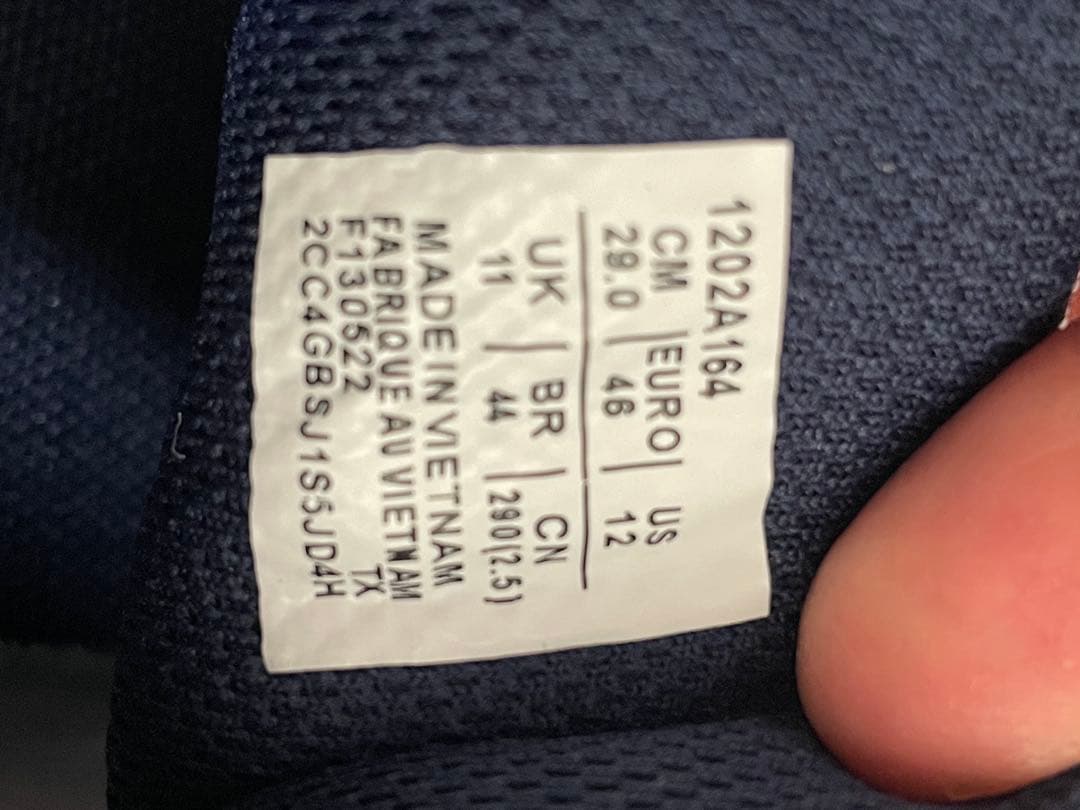 1202A164
CM | EURO | US
29.0 | 46 | 12
UK | BR | CN
11 | 44 | 290(2.5)
MADE IN VIETNAM
FABRIQUE AU VIETNAM
F130522 TX
2CC4GBSJ1S5JD4H